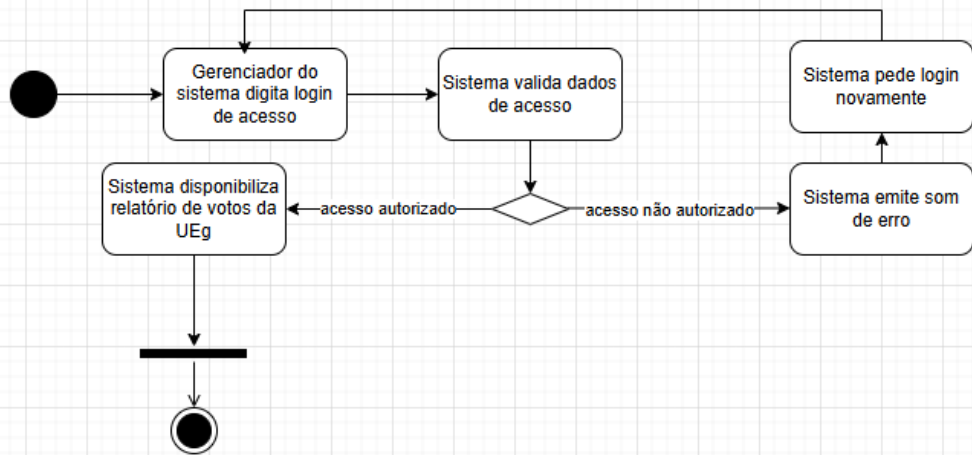 Gerenciador do
sistema digita login
de acesso
Sistema valida dados
de acesso
Sistema pede login
novamente
Sistema disponibiliza
relatório de votos da
UEg
acesso autorizado
acesso não autorizado
Sistema emite som
de erro